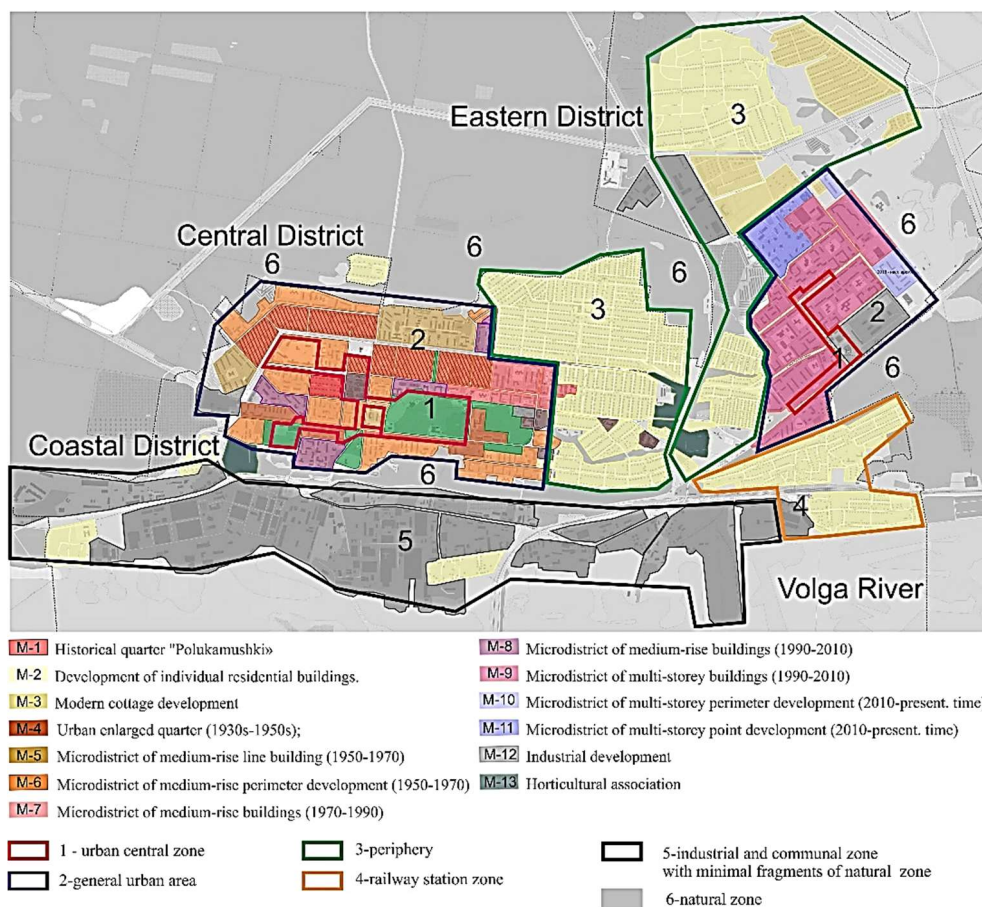 Eastern District
3
6
Central District
6
6
6
3
2
2
1
6
1
Coastal District
6
4
5
Volga River
M-1 Historical quarter "Polukamushki»
M-2 Development of individual residential buildings.
M-3 Modern cottage development
M-4 Urban enlarged quarter (1930s-1950s);
M-5 Microdistrict of medium-rise line building (1950-1970)
M-6 Microdistrict of medium-rise perimeter development (1950-1970)
M-7 Microdistrict of medium-rise buildings (1970-1990)
M-8 Microdistrict of medium-rise buildings (1990-2010)
M-9 Microdistrict of multi-storey buildings (1990-2010)
M-10 Microdistrict of multi-storey perimeter development (2010-present. time)
M-11 Microdistrict of multi-storey point development (2010-present. time)
M-12 Industrial development
M-13 Horticultural association
1 - urban central zone
2-general urban area
3-periphery
4-railway station zone
5-industrial and communal zone
with minimal fragments of natural zone
6-natural zone